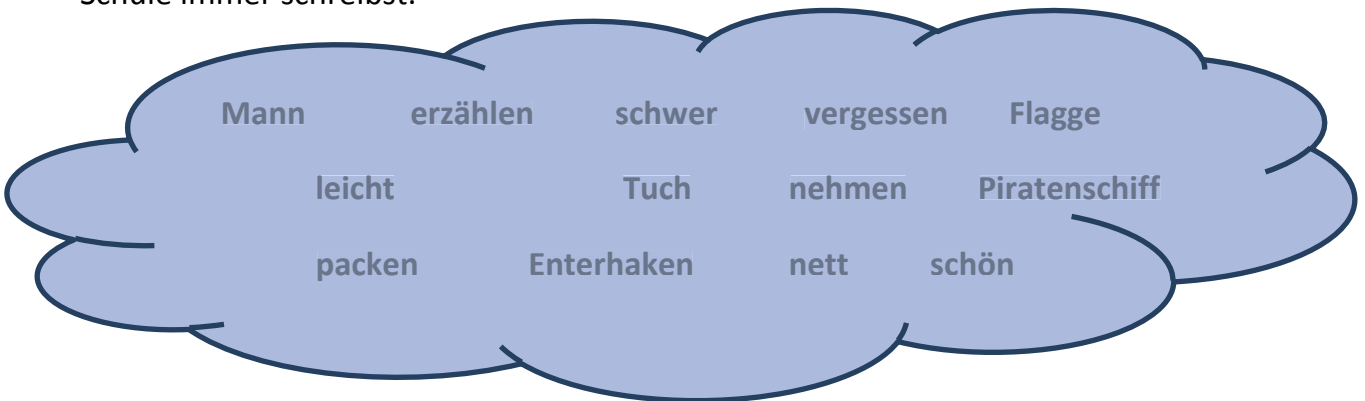 Schule immer schreibst.
Mann erzählen schwer vergessen Flagge
leicht Tuch nehmen Piratenschiff
packen Enterhaken nett schön